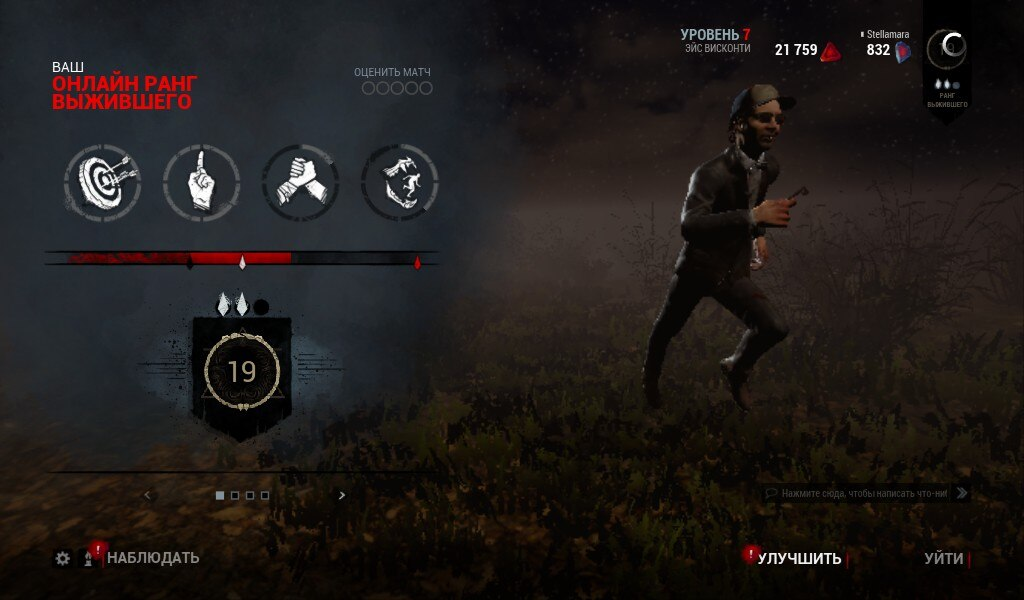 ВАШ
ОНЛАЙН РАНГ
ВЫЖИВШЕГО
ОЦЕНИТЬ МАТЧ
УРОВЕНЬ 7
ЭЙС ВИСКОНТИ
21 759
Stellamara
832
РАНГ
ВЫЖИВШЕГО
19
Нажмите сюда, чтобы написать что-ни
НАБЛЮДАТЬ
УЛУЧШИТЬ
УЙТИ